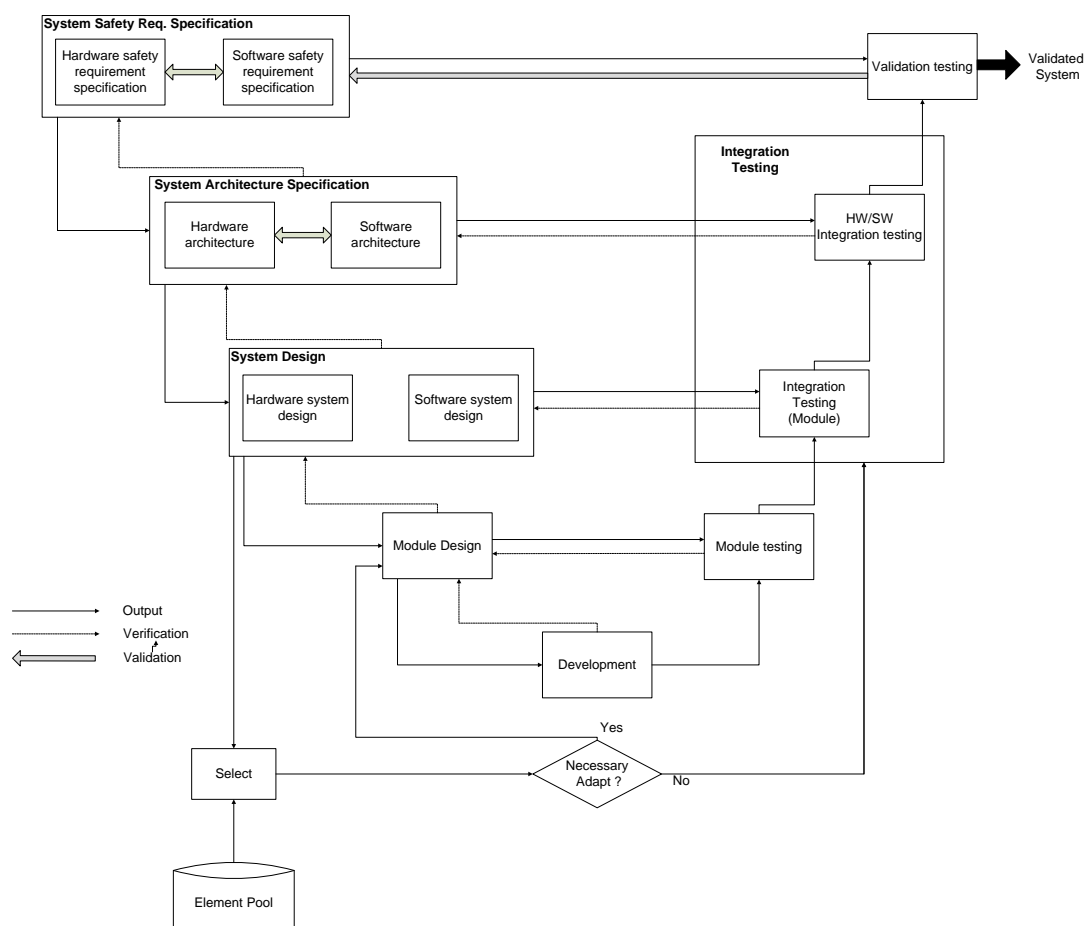 System Safety Req. Specification
Hardware safety
requirement
specification)
Software safety
requirement
specification)
Validation testing
Validated
System
Integration
Testing
System Architecture Specification
Hardware
architecture
Software
architecture)
HW/SW
Integration testing
System Design
Hardware system
design
Software system
design
Integration
Testing
(Module)
Module Design
Module testing
Output
Verification
Validation
Development
Yes
Select
Necessary
Adapt ?
No
Element Pool